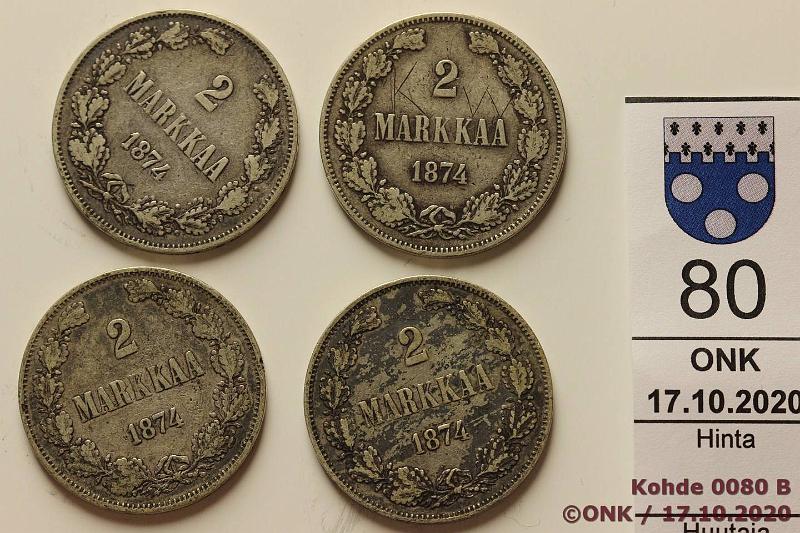 2
MARKKAA
1874
2
K W
MARKKAA
1874
2
MARKKAA
1874
2
MARKKAA
1874
80
ONK
17.10.2020
Hinta
Kohde 0080 B
©ONK / 17.10.2020
Huutaja